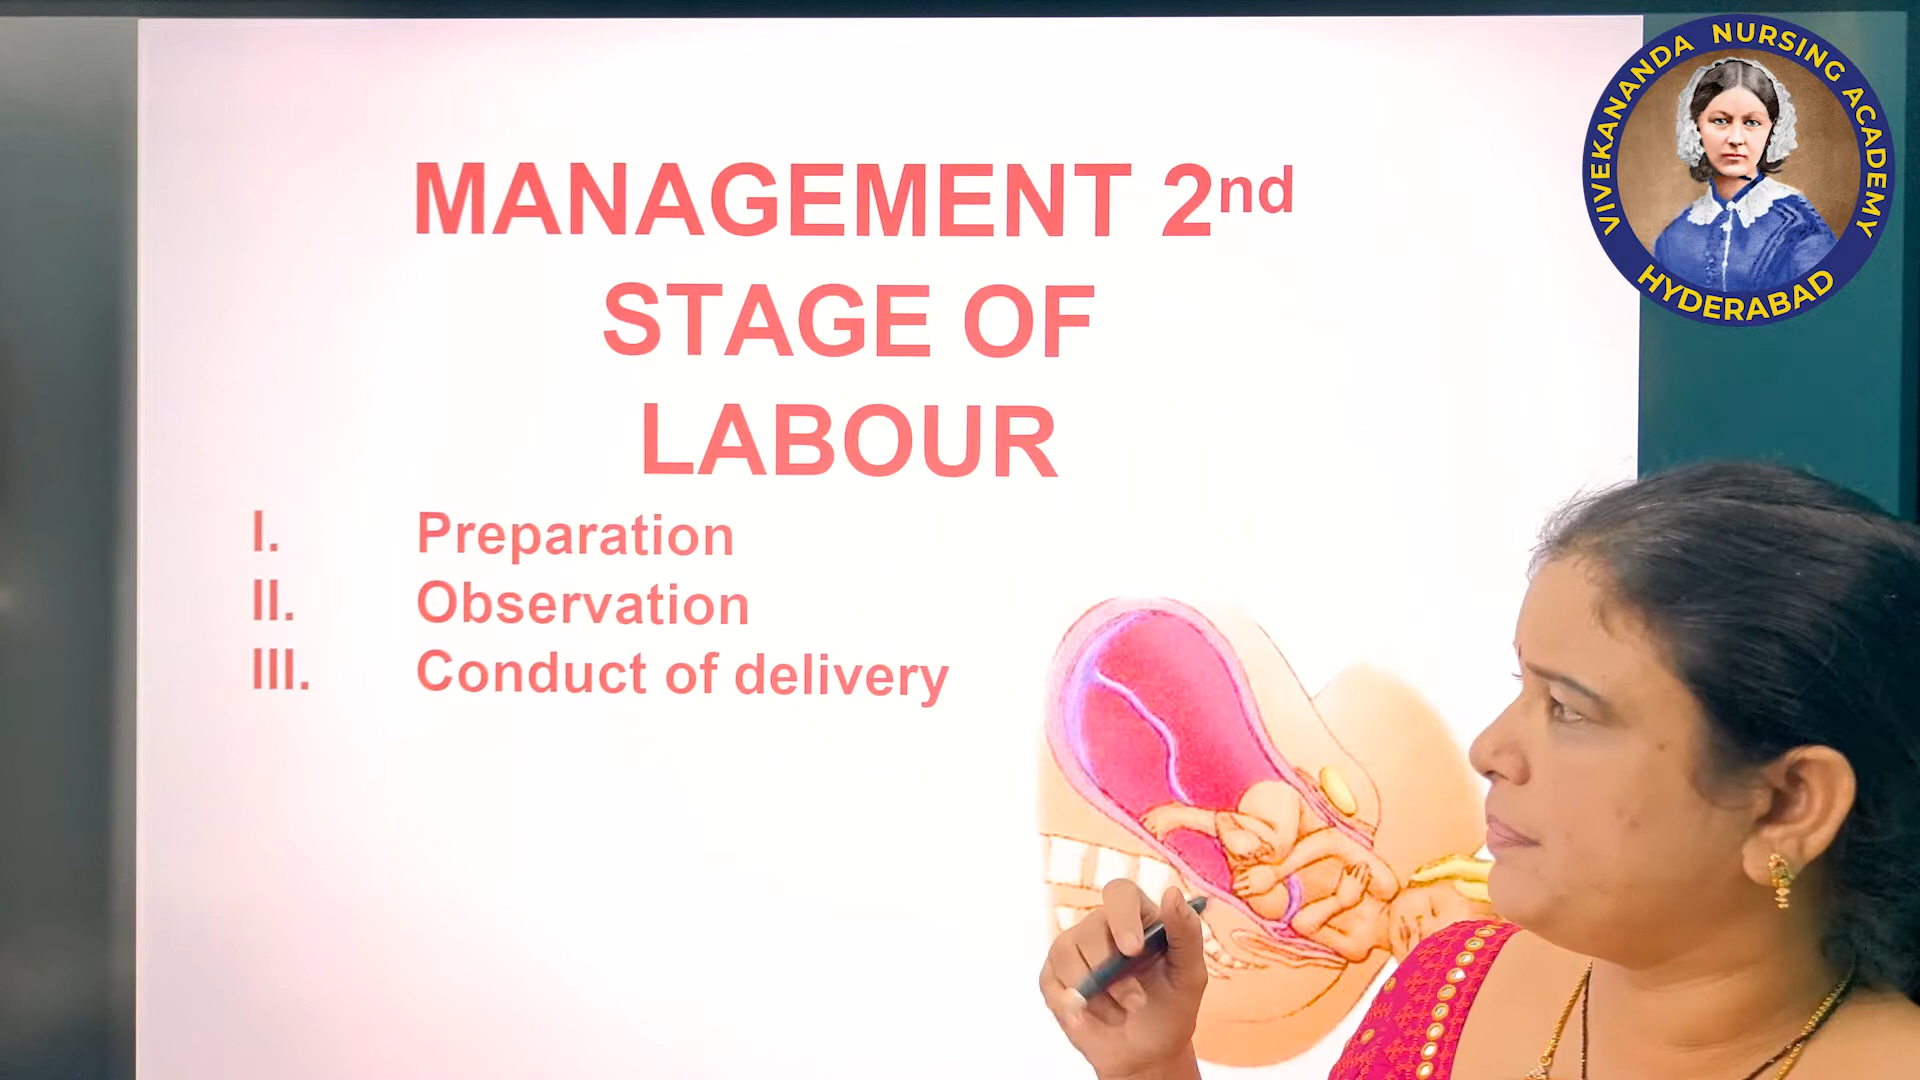 MANAGEMENT 2nd
STAGE OF
LABOUR
I. Preparation
II. Observation
III. Conduct of delivery
VIVEKANANDA NURSING ACADEMY
HYDERABAD